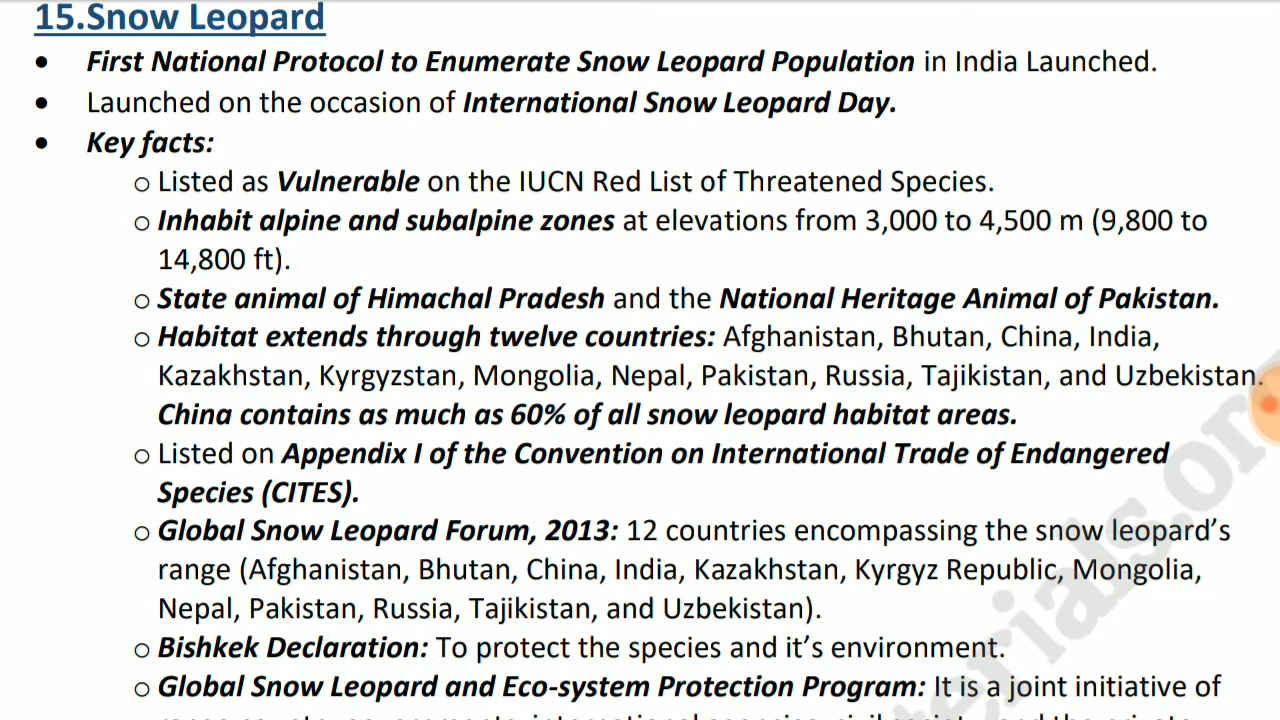 15.Snow Leopard
• First National Protocol to Enumerate Snow Leopard Population in India Launched.
• Launched on the occasion of International Snow Leopard Day.
• Key facts:
o Listed as Vulnerable on the IUCN Red List of Threatened Species.
o Inhabit alpine and subalpine zones at elevations from 3,000 to 4,500 m (9,800 to
14,800 ft).
o State animal of Himachal Pradesh and the National Heritage Animal of Pakistan.
o Habitat extends through twelve countries: Afghanistan, Bhutan, China, India,
Kazakhstan, Kyrgyzstan, Mongolia, Nepal, Pakistan, Russia, Tajikistan, and Uzbekistan.
China contains as much as 60% of all snow leopard habitat areas.
o Listed on Appendix I of the Convention on International Trade of Endangered
Species (CITES).
o Global Snow Leopard Forum, 2013: 12 countries encompassing the snow leopard’s
range (Afghanistan, Bhutan, China, India, Kazakhstan, Kyrgyz Republic, Mongolia,
Nepal, Pakistan, Russia, Tajikistan, and Uzbekistan).
o Bishkek Declaration: To protect the species and it’s environment.
o Global Snow Leopard and Eco-system Protection Program: It is a joint initiative of